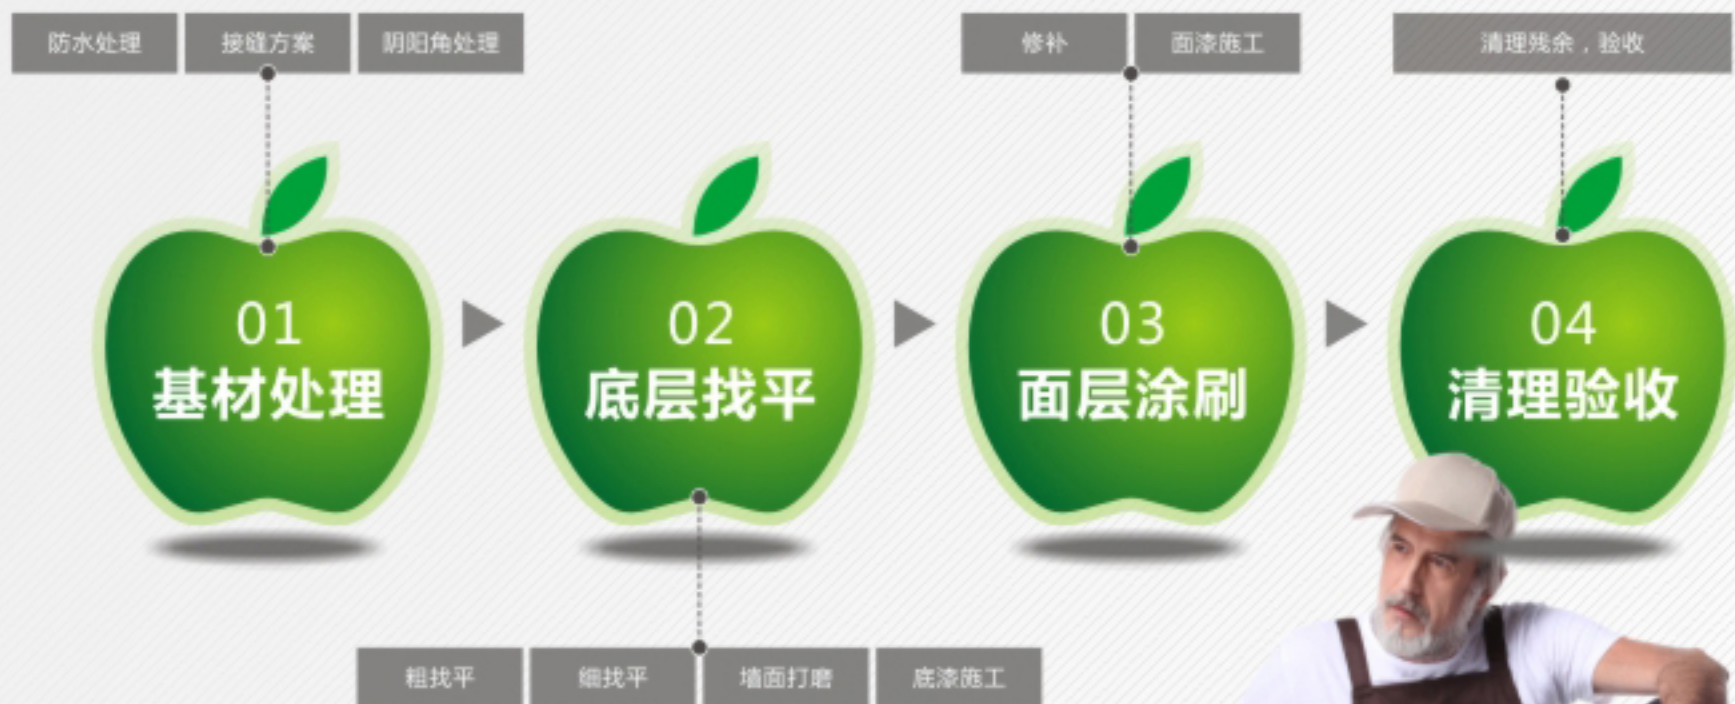 防水处理 接缝方案 阴阳角处理 修补 面漆施工 清理残余，验收
01 02 03 04
基材处理 底层找平 面层涂刷 清理验收
粗找平 细找平 墙面打磨 底漆施工